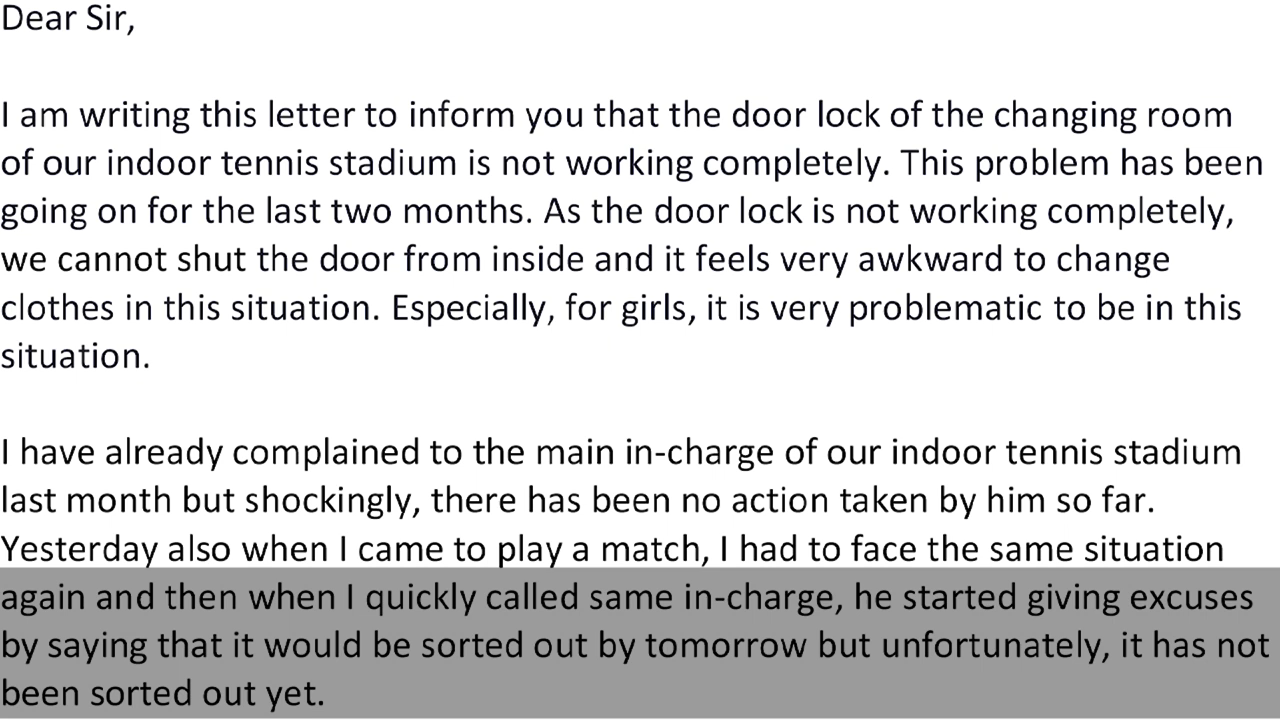 Dear Sir,
I am writing this letter to inform you that the door lock of the changing room
of our indoor tennis stadium is not working completely. This problem has been
going on for the last two months. As the door lock is not working completely,
we cannot shut the door from inside and it feels very awkward to change
clothes in this situation. Especially, for girls, it is very problematic to be in this
situation.
I have already complained to the main in-charge of our indoor tennis stadium
last month but shockingly, there has been no action taken by him so far.
Yesterday also when I came to play a match, I had to face the same situation
again and then when I quickly called same in-charge, he started giving excuses
by saying that it would be sorted out by tomorrow but unfortunately, it has not
been sorted out yet.